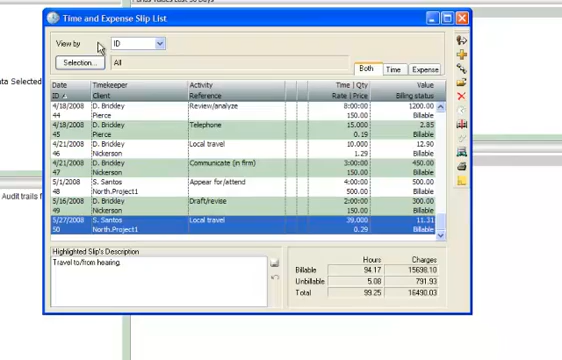 Time and Expense Slip List
View by ID
Selection... All
Both Time Expense
Date Timekeeper Activity Time | Qty Value
ID Client Reference Rate | Price Billing status
4/18/2008 D. Brickley Review/analyze 8:00:00 1200.00
44 Pierce 150.00 Billable
4/18/2008 D. Brickley Telephone 15.000 2.85
45 Pierce 0.19 Billable
4/21/2008 D. Brickley Local travel 10.000 12.90
46 Nickerson 1.29 Billable
4/21/2008 D. Brickley Communicate (in firm) 3:00:00 450.00
47 Nickerson 150.00 Billable
5/1/2008 S. Santos Appear for/attend 4:00:00 500.00
48 North.Project1 500.00 Billable
5/16/2008 D. Brickley Draft/revise 2:00:00 300.00
49 Nickerson 150.00 Billable
5/27/2008 S. Santos Local travel 39.000 11.31
50 North.Project1 0.29 Billable
Highlighted Slip's Description
Travel to/from hearing.
Hours Charges
Billable 94.17 15698.10
Unbillable 5.08 791.93
Total 99.25 16490.03
ata Selected
Audit trails f